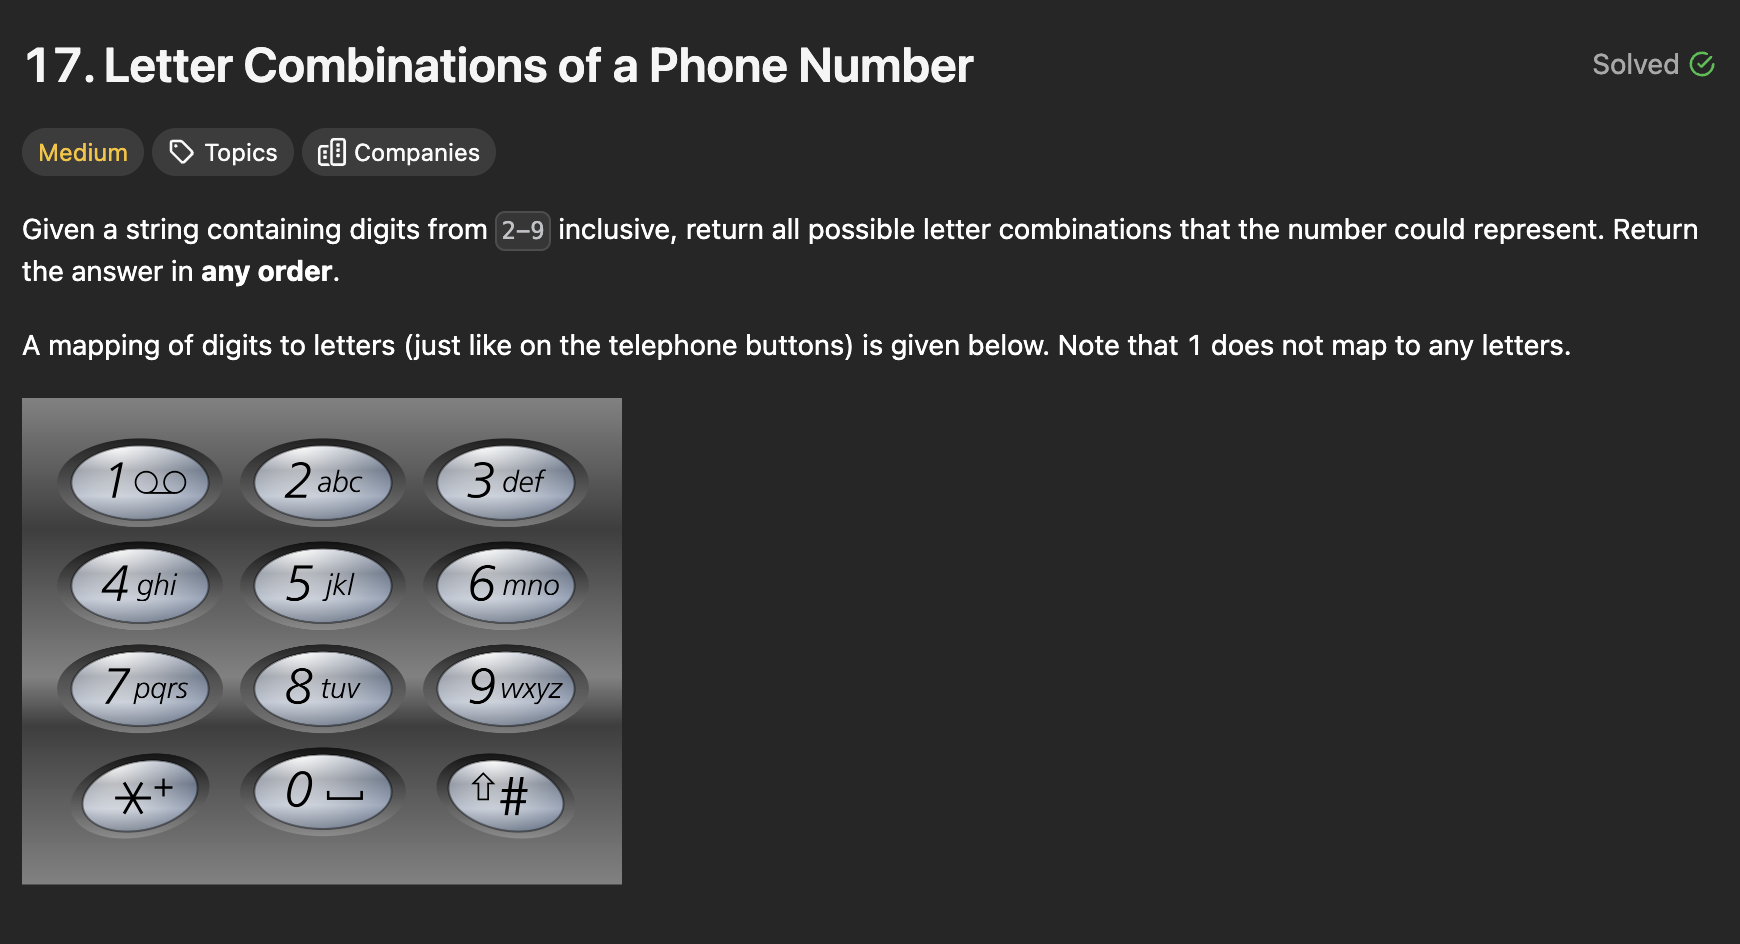 17. Letter Combinations of a Phone Number
Solved
Medium
Topics
Companies
Given a string containing digits from 2-9 inclusive, return all possible letter combinations that the number could represent. Return
the answer in any order.
A mapping of digits to letters (just like on the telephone buttons) is given below. Note that 1 does not map to any letters.
1
2 abc
3 def
4 ghi
5 jkl
6 mno
7 pqrs
8 tuv
9 wxyz
* +
0
#